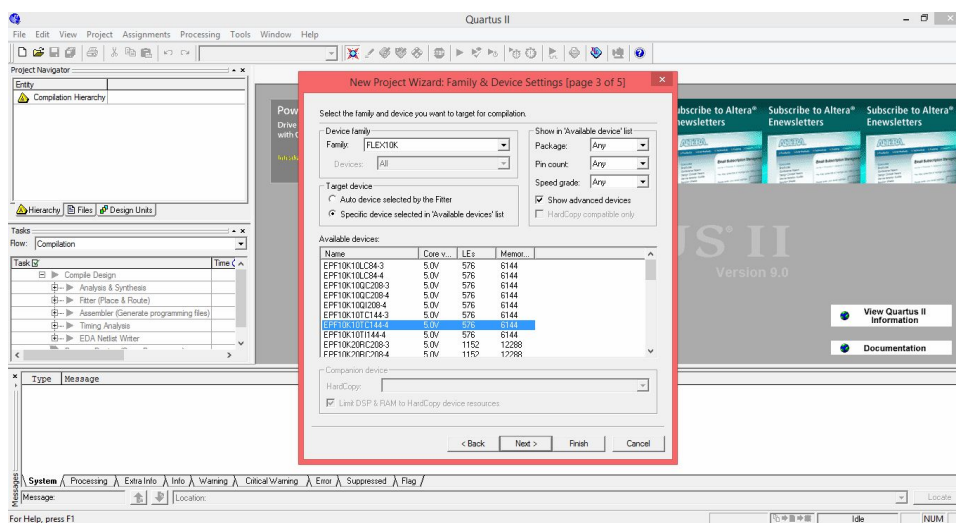 Quartus II
File Edit View Project Assignments Processing Tools Window Help
Project Navigator
Entity
Compilation Hierarchy
Hierarchy Files Design Units
Tasks
Flow: Compilation
Task Time
Compile Design
Analysis & Synthesis
Fitter (Place & Route)
Assembler (Generate programming files)
Timing Analysis
EDA Netlist Writer
New Project Wizard: Family & Device Settings [page 3 of 5]
Select the family and device you want to target for compilation.
Device family
Family: FLEX10K
Devices: All
Target device
Auto device selected by the Fitter
Specific device selected in 'Available devices' list
Show in 'Available device' list
Package: Any
Pin count: Any
Speed grade: Any
Show advanced devices
HardCopy compatible only
Available devices:
Name Core v... LEs Memor...
EPF10K10LC84-3 5.0V 576 6144
EPF10K10LC84-4 5.0V 576 6144
EPF10K10QC208-3 5.0V 576 6144
EPF10K10QC208-4 5.0V 576 6144
EPF10K10QI208-4 5.0V 576 6144
EPF10K10TC144-3 5.0V 576 6144
EPF10K10TC144-4 5.0V 576 6144
EPF10K10TI144-4 5.0V 576 6144
EPF10K20RC208-3 5.0V 1152 12288
EPF10K20RC208-4 5.0V 1152 12288
Companion device
HardCopy:
Limit DSP & RAM to HardCopy device resources
< Back Next > Finish Cancel
Pow
Drive
with
Subscribe to Altera® Enewsletters
Subscribe to Altera® Enewsletters
Subscribe to Altera® Enewsletters
US II
Version 9.0
View Quartus II Information
Documentation
Type Message
System Processing Extra Info Info Warning Critical Warning Error Suppressed Flag
Messages
Message: Location: Locate
For Help, press F1 Idle NUM